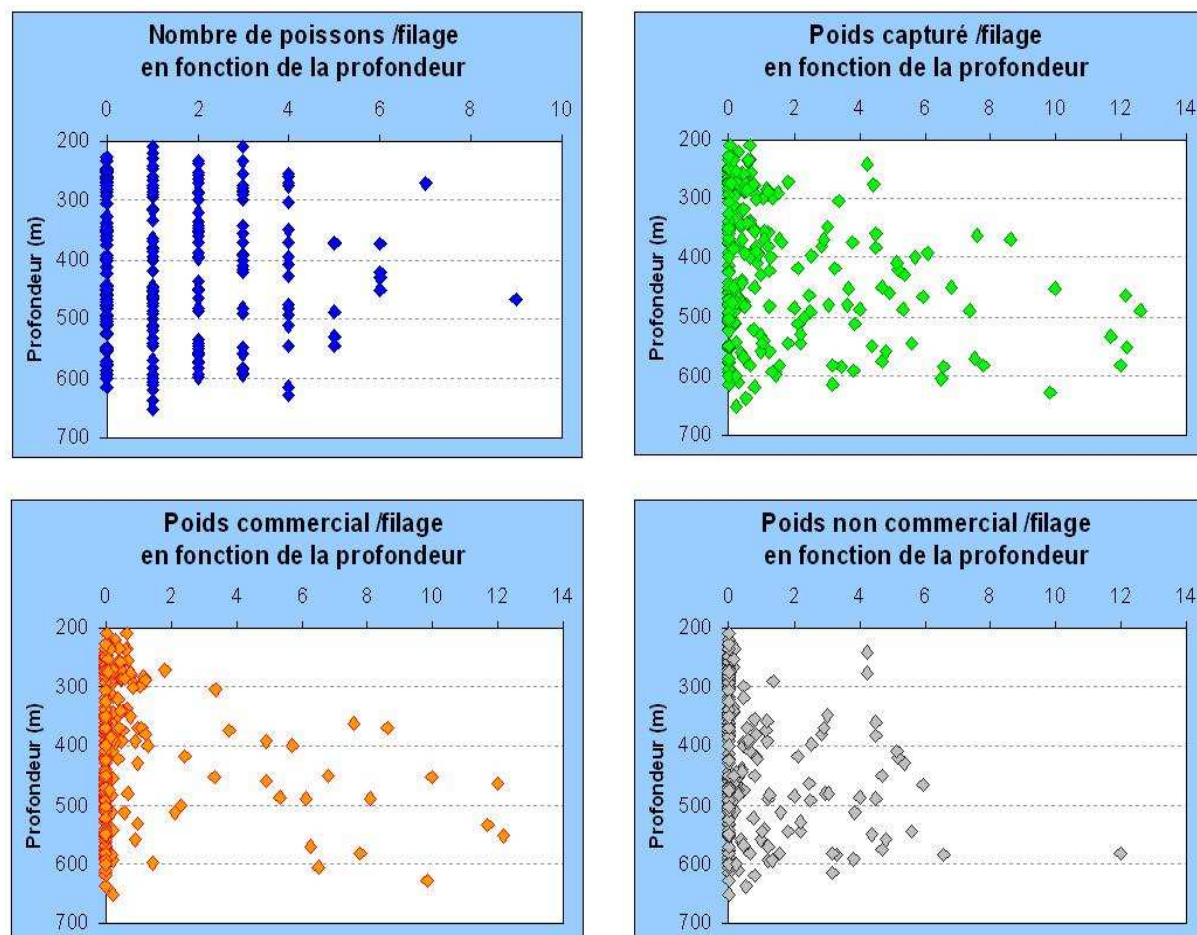 Nombre de poissons /filage
en fonction de la profondeur
0 2 4 6 8 10
200
300
400
500
600
700
Profondeur (m)
Poids capturé /filage
en fonction de la profondeur
0 2 4 6 8 10 12 14
200
300
400
500
600
700
Profondeur (m)
Poids commercial /filage
en fonction de la profondeur
0 2 4 6 8 10 12 14
200
300
400
500
600
700
Profondeur (m)
Poids non commercial /filage
en fonction de la profondeur
0 2 4 6 8 10 12 14
200
300
400
500
600
700
Profondeur (m)